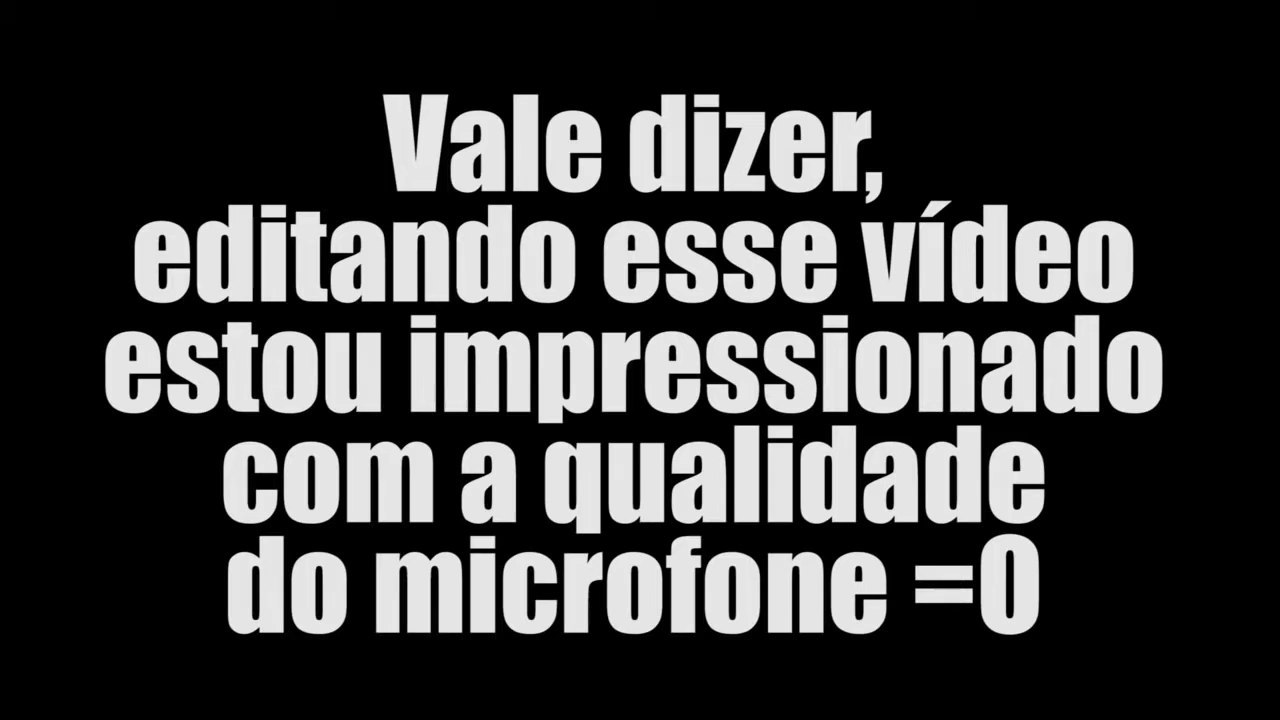 Vale dizer,
editando esse vídeo
estou impressionado
com a qualidade
do microfone =O